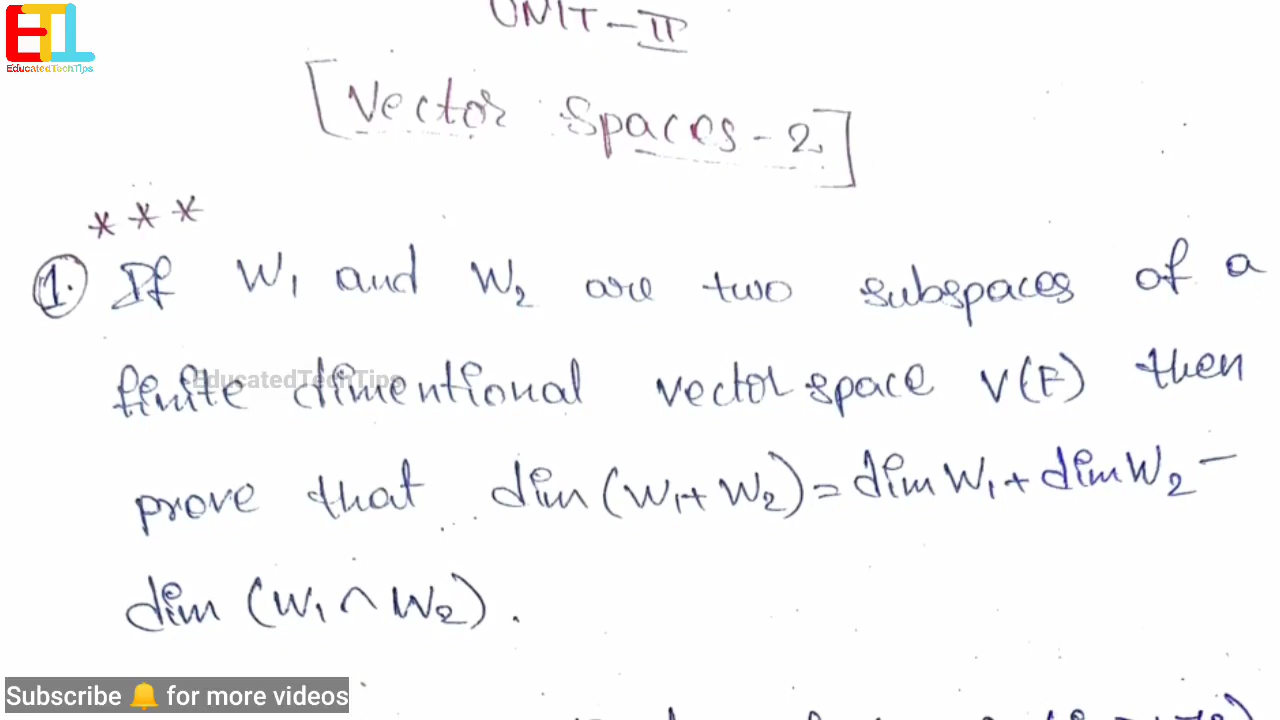 ETL
EducatedTechTips
UNIT - II
[Vector Spaces-2]
***
1. If W1 and W2 are two subspaces of a
finite dimentional vector space V(F) then
EducatedTechTips
prove that dim (W1+ W2) = dim W1 + dim W2 -
dim (W1 ∩ W2).
Subscribe 🔔 for more videos